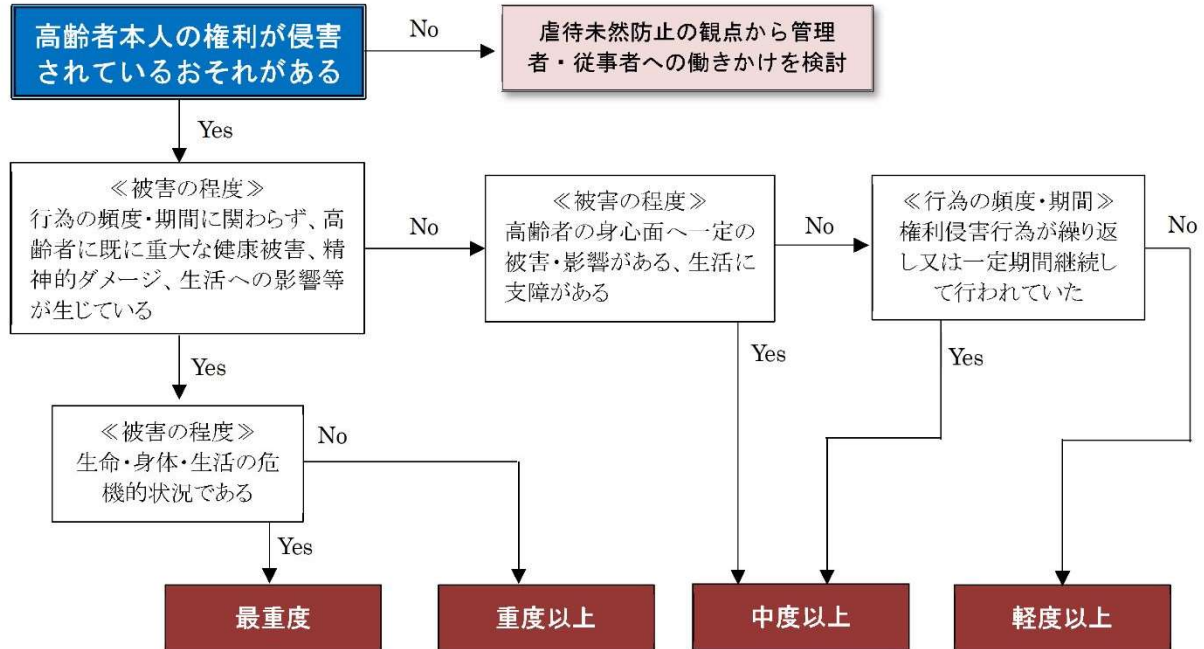 高齢者本人の権利が侵害
されているおそれがある
No
虐待未然防止の観点から管理
者・従事者への働きかけを検討
Yes
≪被害の程度≫
行為の頻度・期間に関わらず、高
齢者に既に重大な健康被害、精
神的ダメージ、生活への影響等
が生じている
No
≪被害の程度≫
高齢者の身心面へ一定の
被害・影響がある、生活に
支障がある
No
≪行為の頻度・期間≫
権利侵害行為が繰り返
し又は一定期間継続し
て行われていた
No
Yes
Yes
Yes
≪被害の程度≫
生命・身体・生活の危
機的状況である
No
Yes
最重度
重度以上
中度以上
軽度以上